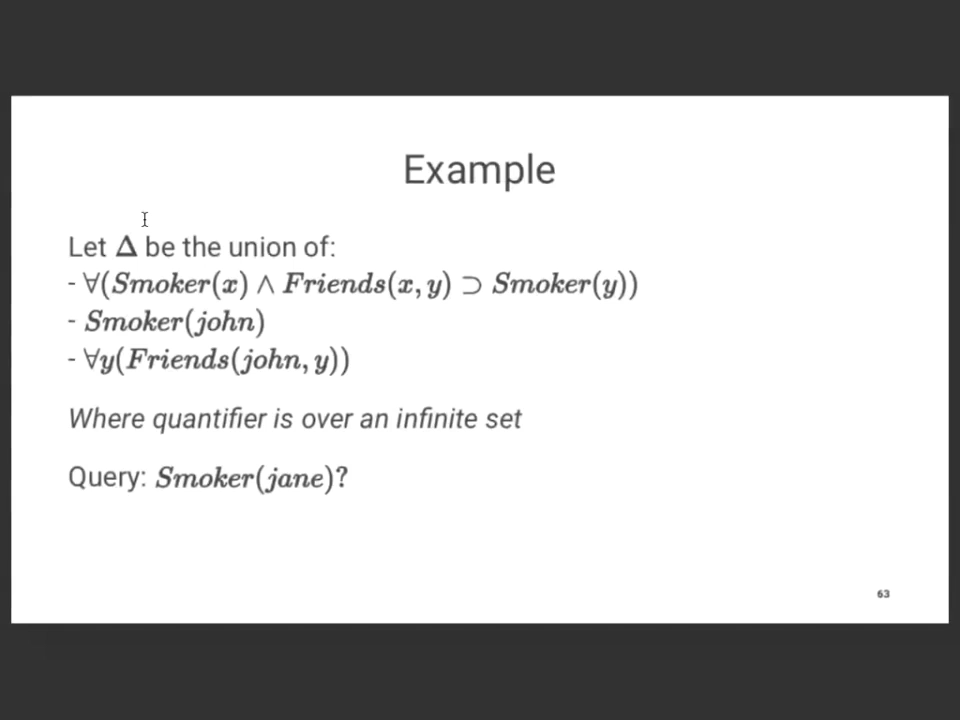 Example
Let Δ be the union of:
- ∀(Smoker(x) ∧ Friends(x, y) ⊃ Smoker(y))
- Smoker(john)
- ∀y(Friends(john, y))
Where quantifier is over an infinite set
Query: Smoker(jane)?
63